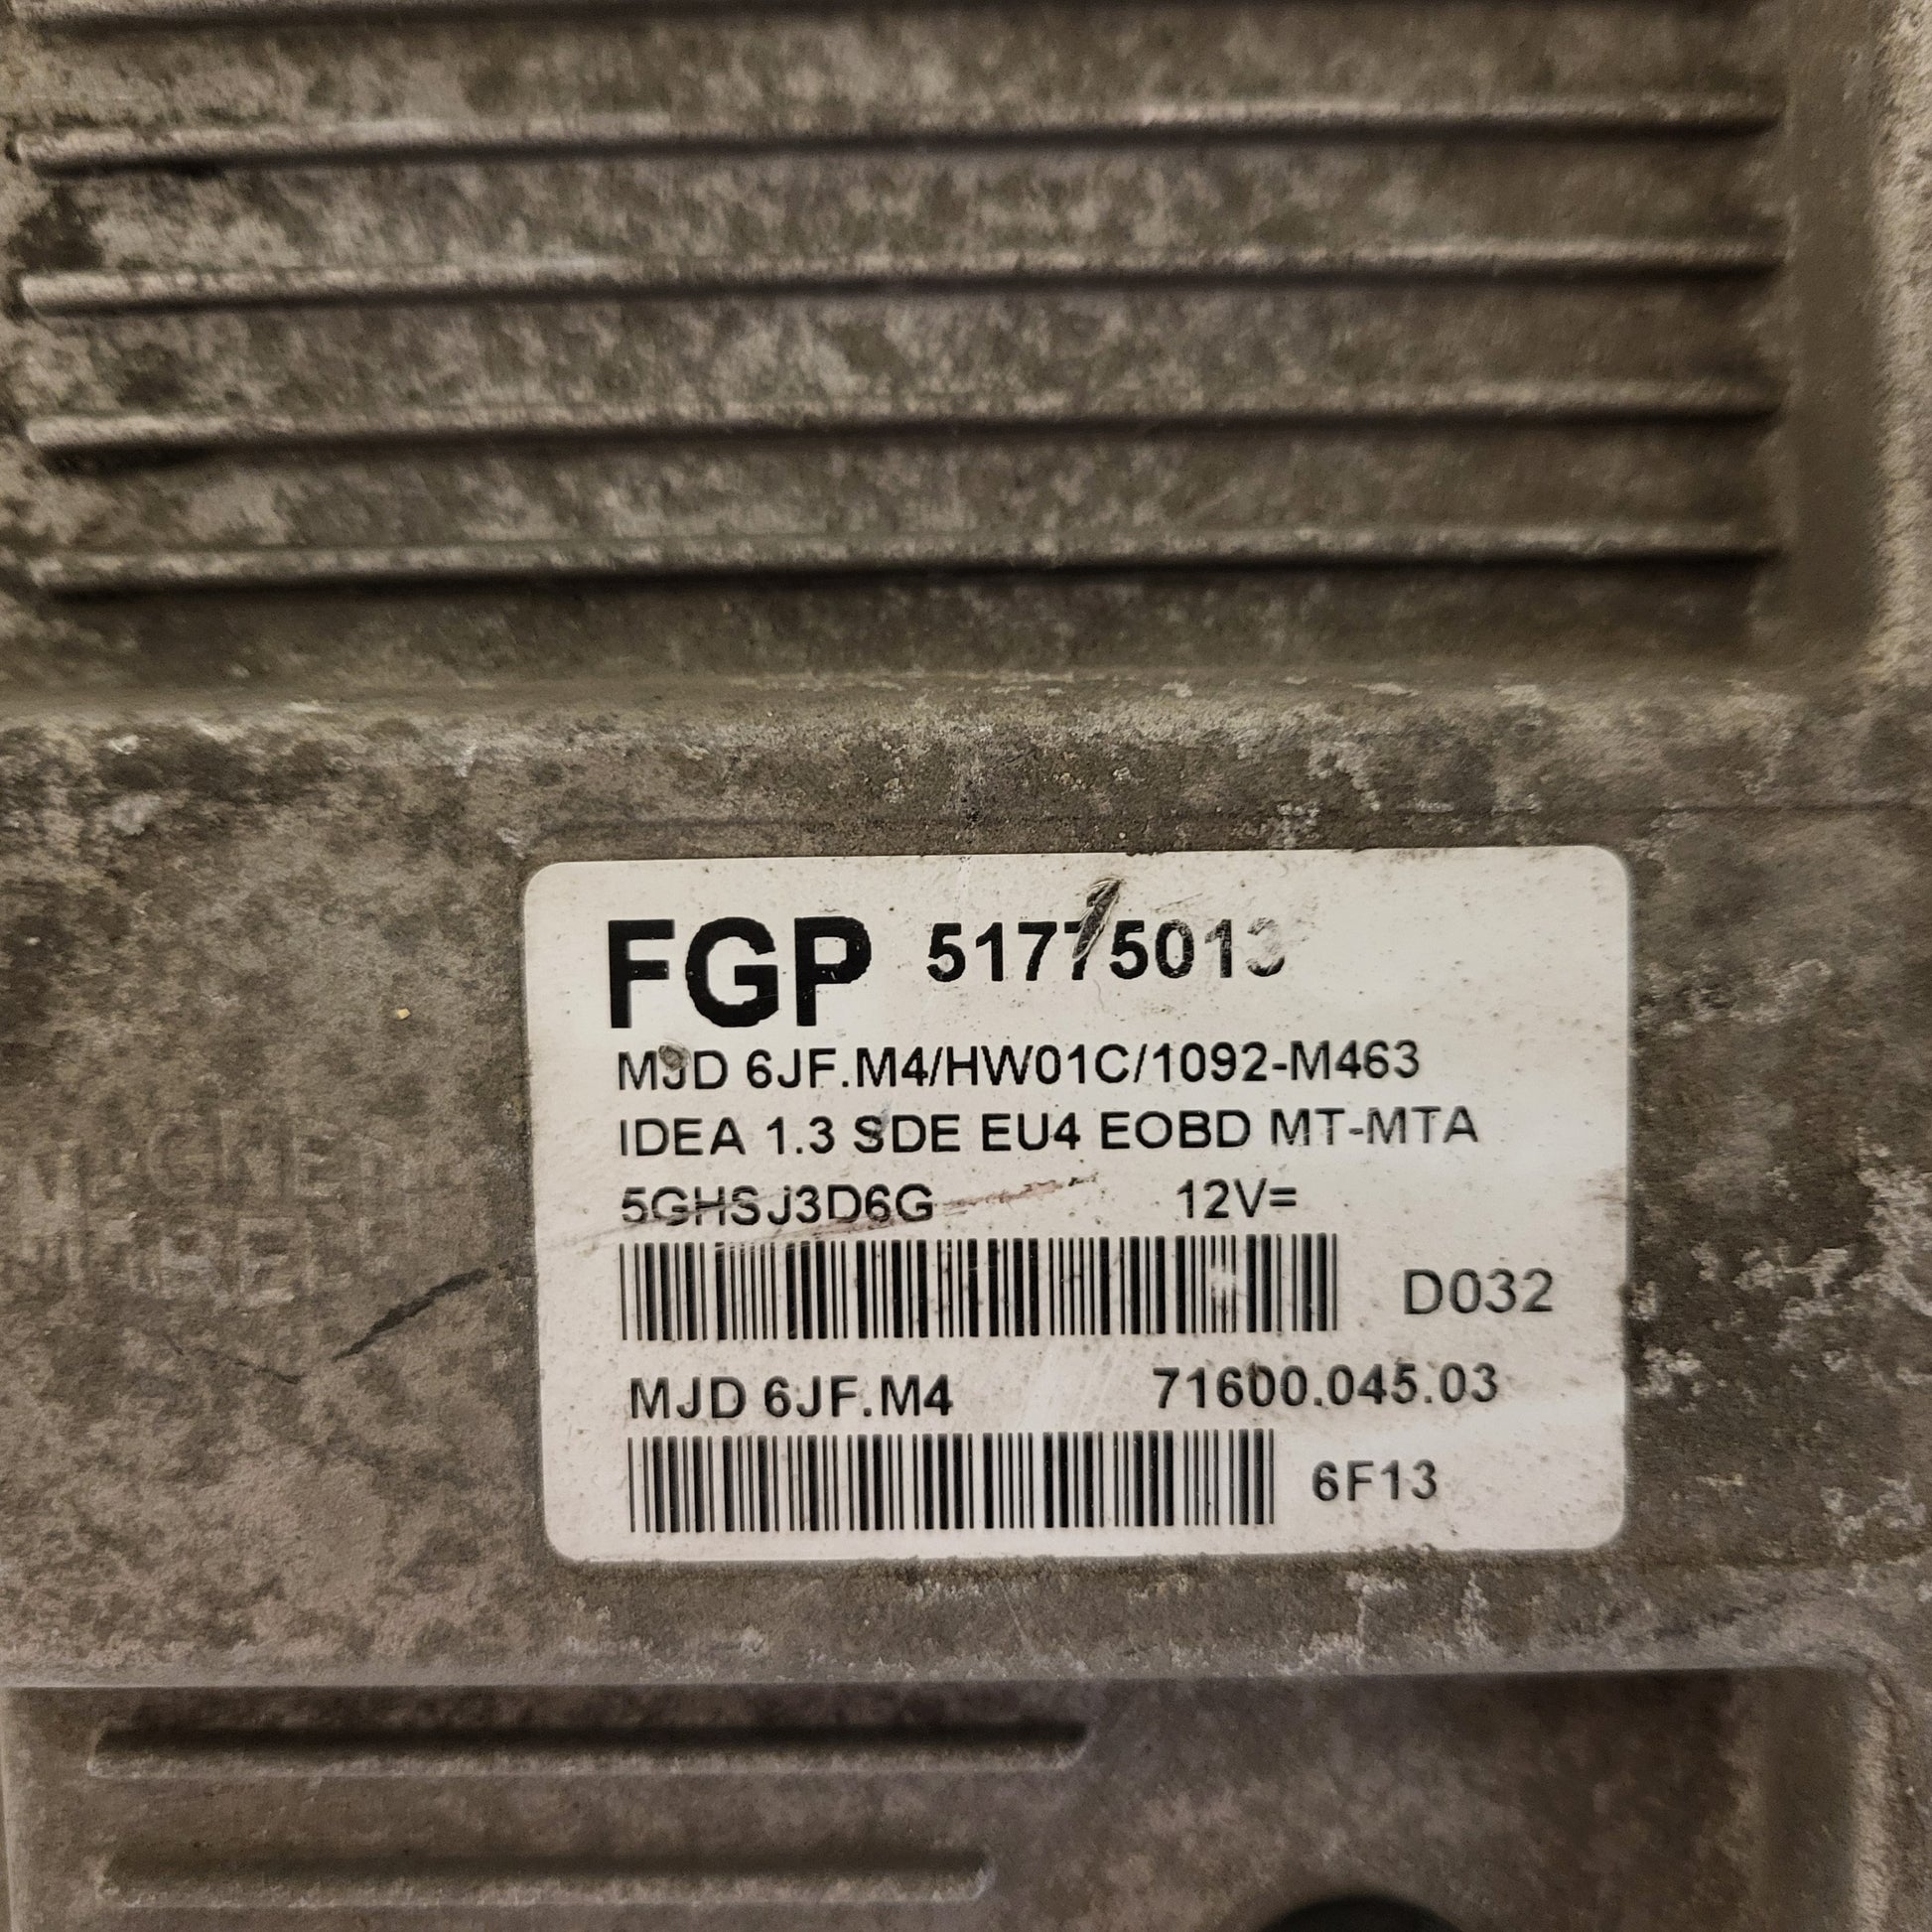 FGP 51775013
MJD 6JF.M4/HW01C/1092-M463
IDEA 1.3 SDE EU4 EOBD MT-MTA
5GHSJ3D6G 12V=
D032
MJD 6JF.M4 71600.045.03
6F13